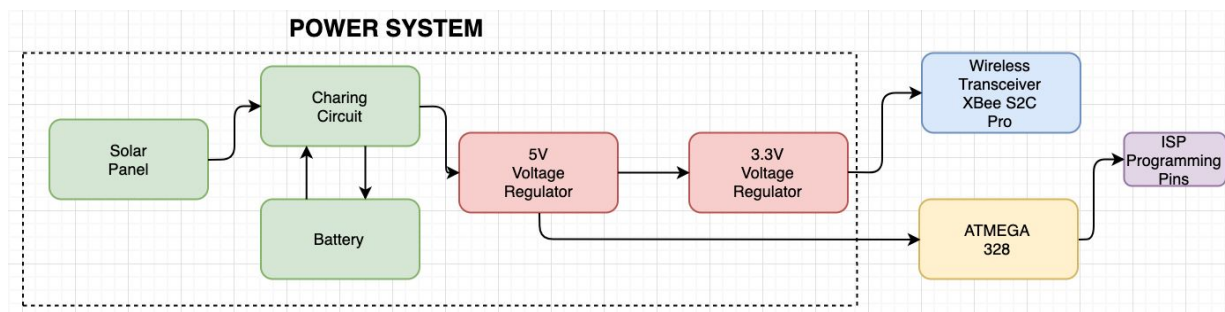 POWER SYSTEM
Solar
Panel
Charing
Circuit
Battery
5V
Voltage
Regulator
3.3V
Voltage
Regulator
Wireless
Transceiver
XBee S2C
Pro
ATMEGA
328
ISP
Programming
Pins